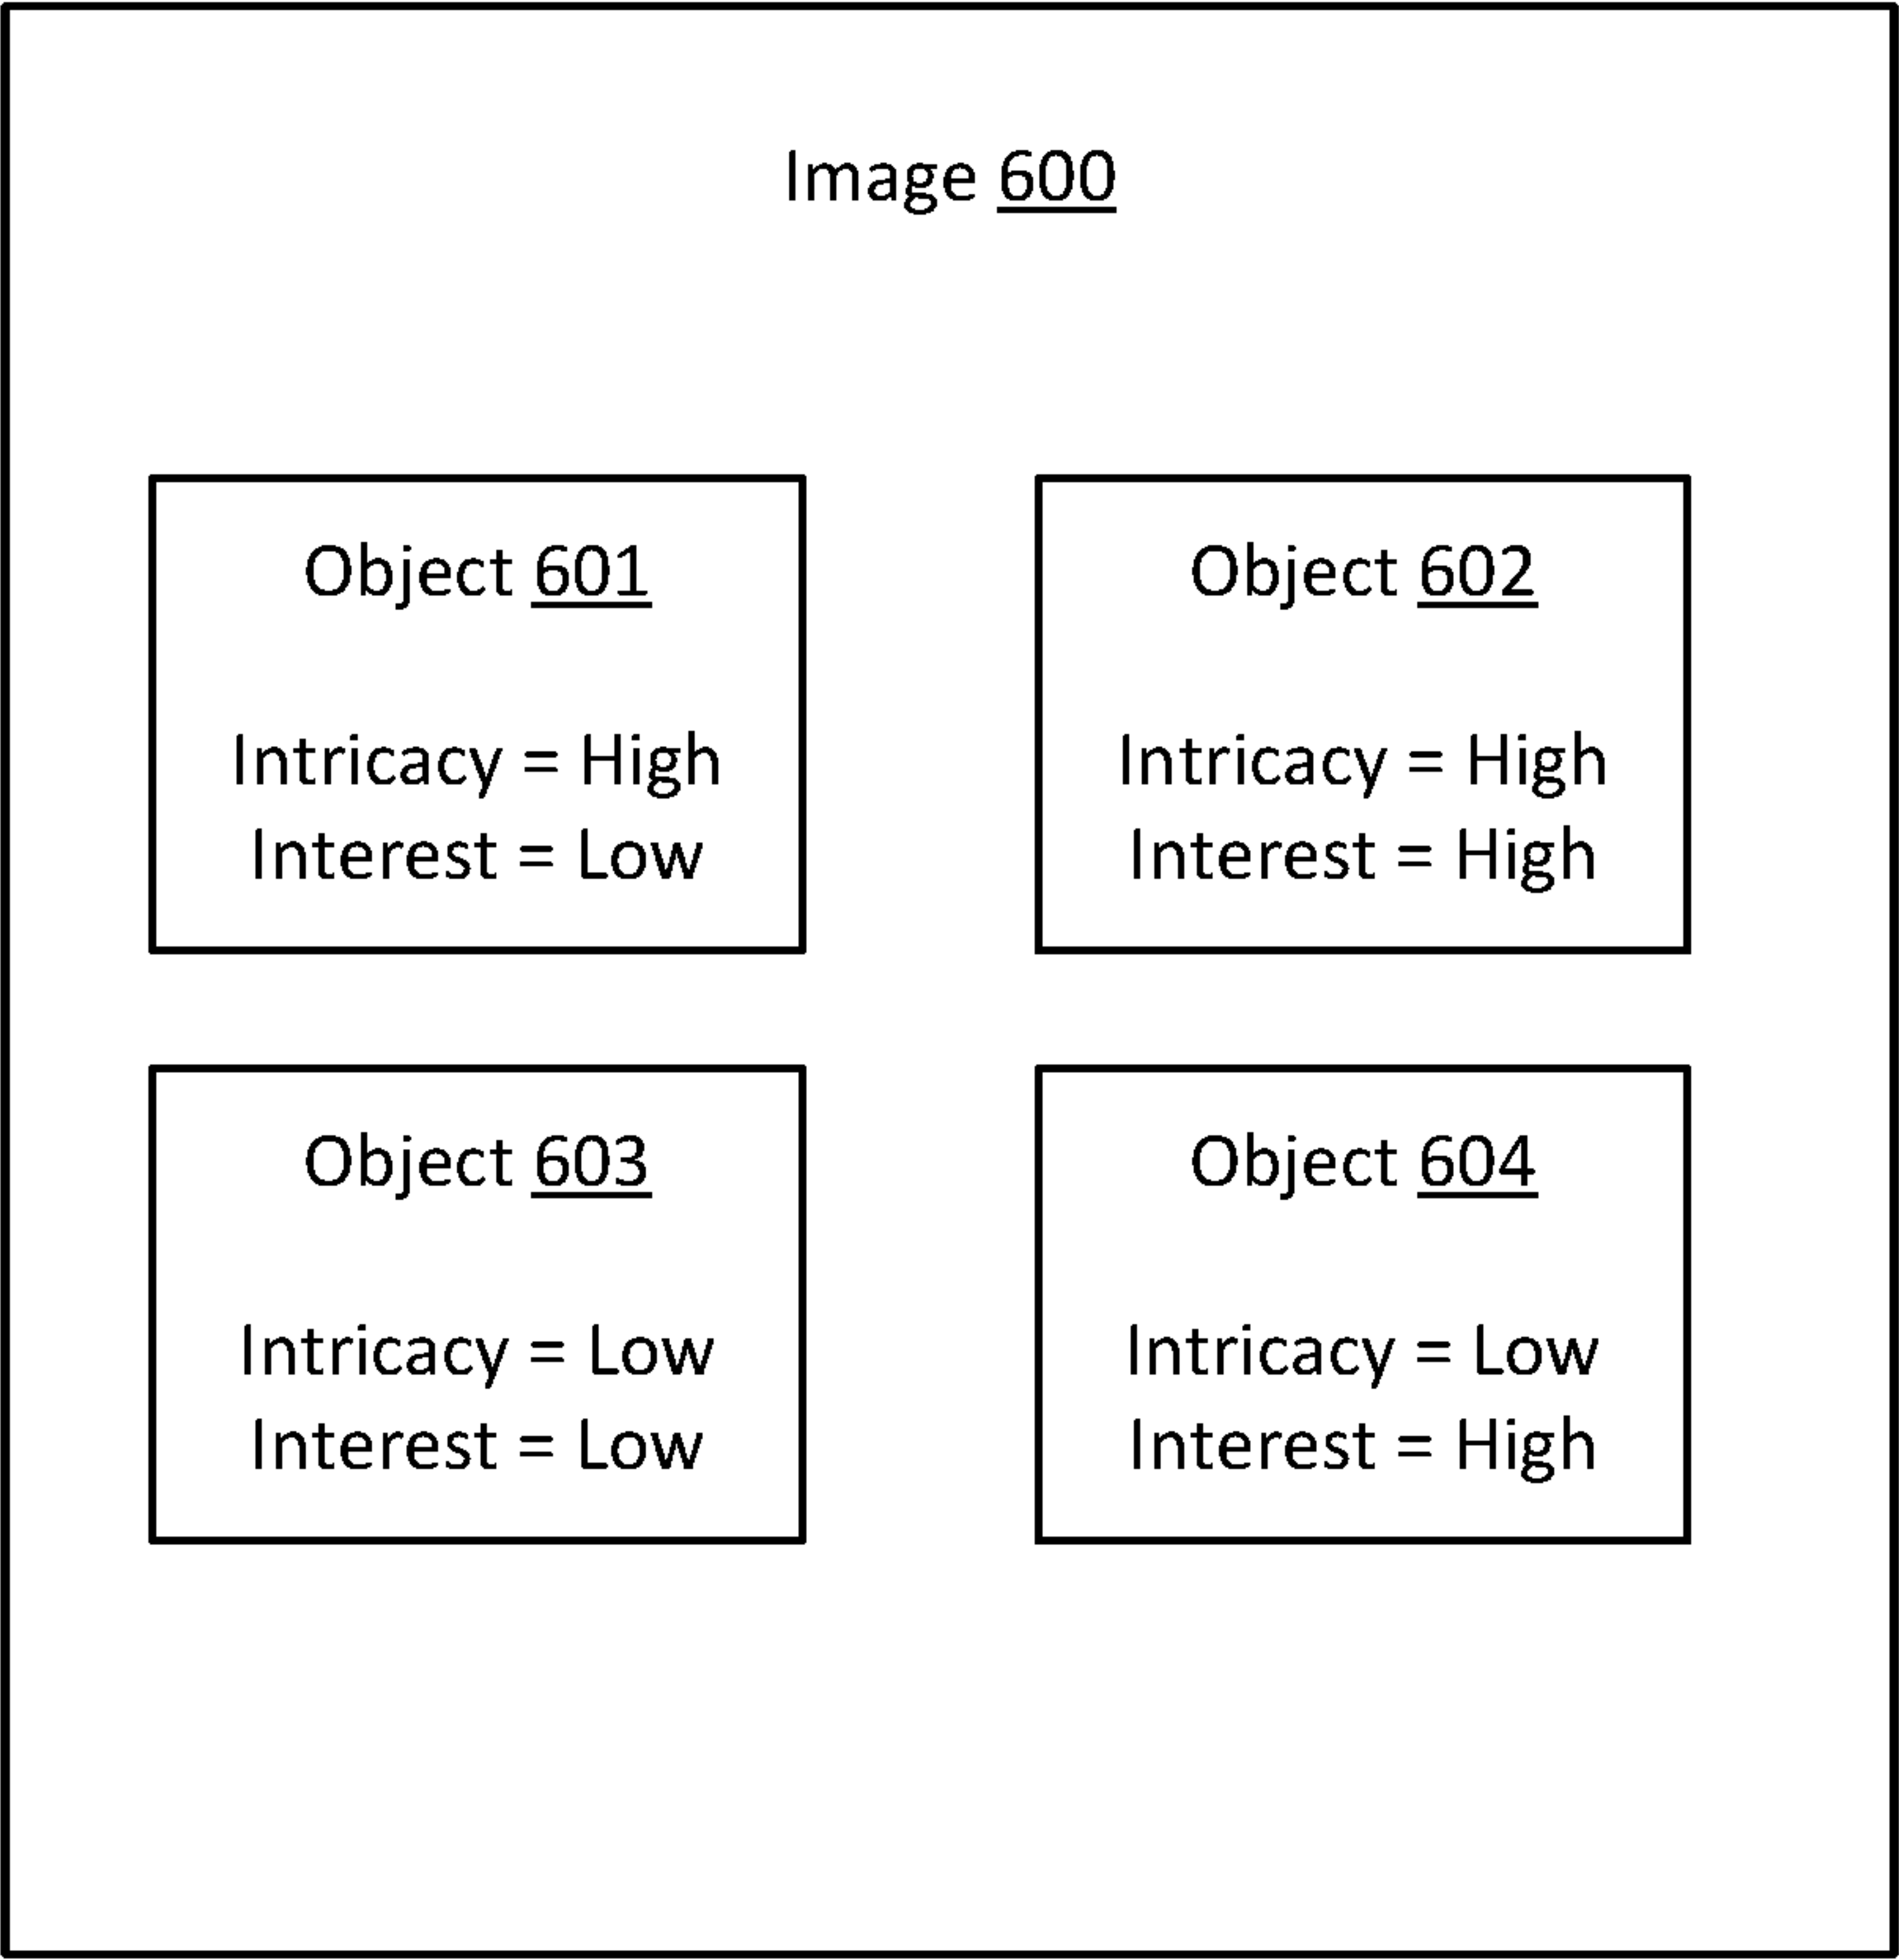 Image 600
Object 601
Intricacy = High
Interest = Low
Object 602
Intricacy = High
Interest = High
Object 603
Intricacy = Low
Interest = Low
Object 604
Intricacy = Low
Interest = High